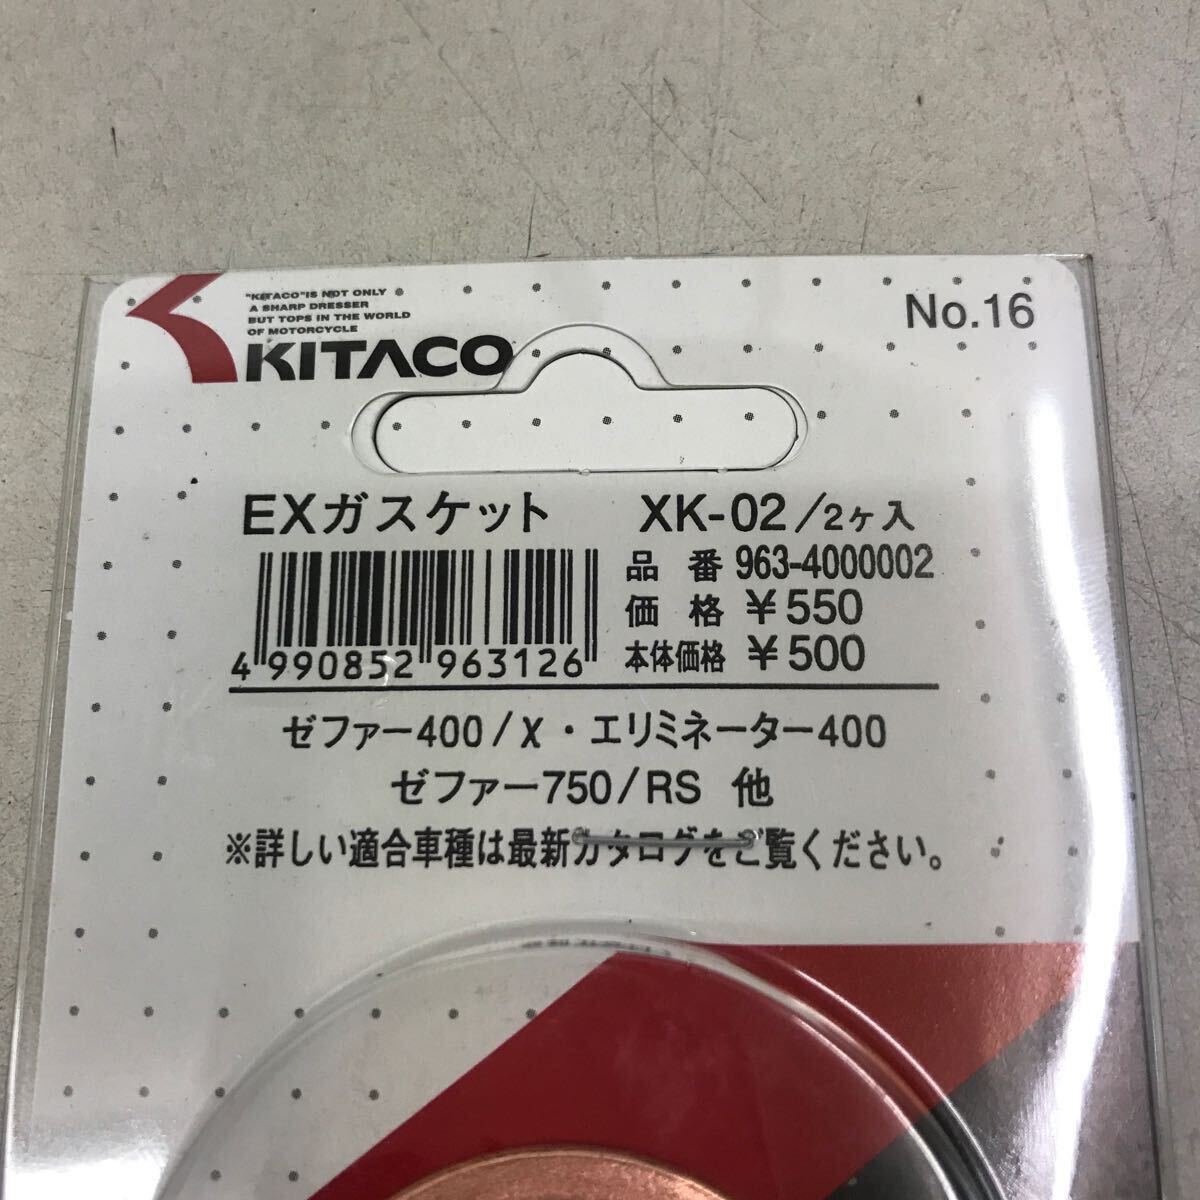 "KITACO"IS NOT ONLY
A SHARP DRESSER
BUT TOPS IN THE WORLD
OF MOTORCYCLE
KITACO
No.16
EXガスケット XK-02/2ケ入
品 番 963-4000002
価 格 ¥550
本体価格 ¥500
4 990852 963126
ゼファー400/χ・エリミネーター400
ゼファー750/RS 他
※詳しい適合車種は最新カタログをご覧ください。